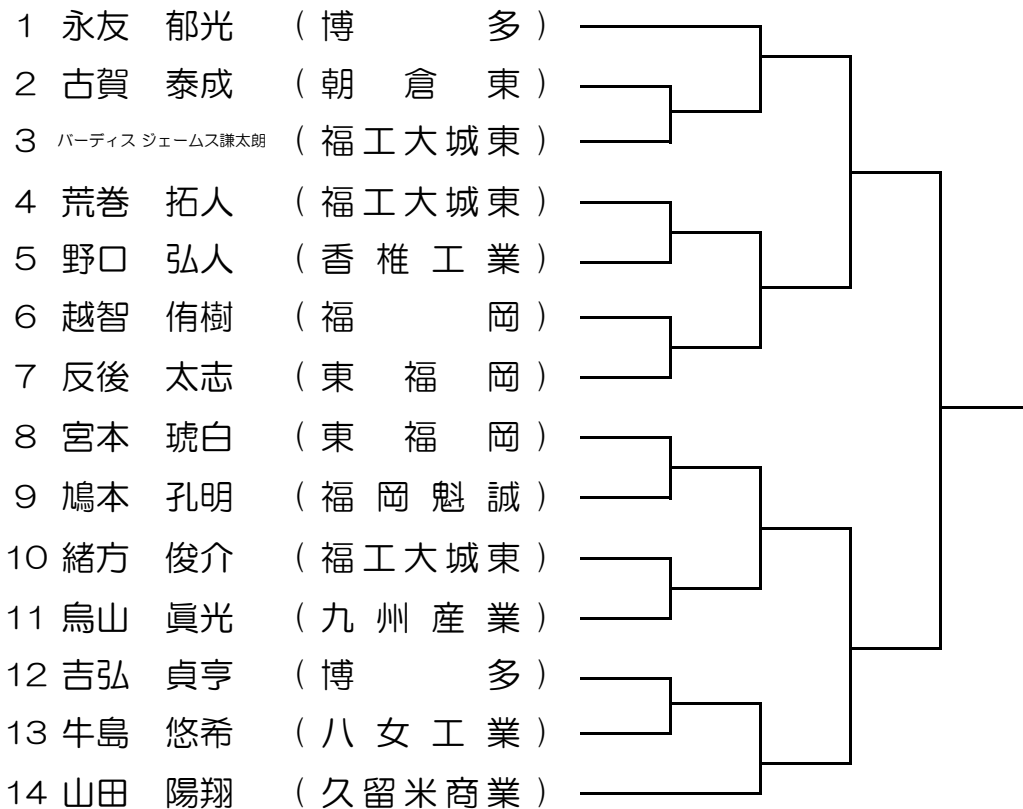 1 永友 郁光 (博多)
2 古賀 泰成 (朝倉東)
3 バーディス ジェームス謙太朗 (福工大城東)
4 荒巻 拓人 (福工大城東)
5 野口 弘人 (香椎工業)
6 越智 侑樹 (福岡)
7 反後 太志 (東福岡)
8 宮本 琥白 (東福岡)
9 鳩本 孔明 (福岡魁誠)
10 緒方 俊介 (福工大城東)
11 烏山 眞光 (九州産業)
12 吉弘 貞亨 (博多)
13 牛島 悠希 (八女工業)
14 山田 陽翔 (久留米商業)